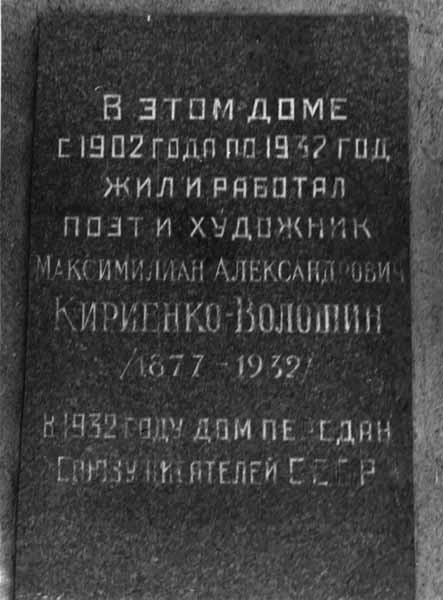 В ЭТОМ ДОМЕ
С 1902 ГОДА ПО 1932 ГОД
ЖИЛ И РАБОТАЛ
ПОЭТ И ХУДОЖНИК
МАКСИМИЛИАН АЛЕКСАНДРОВИЧ
КИРИЕНКО-ВОЛОШИН
/1877-1932/
В 1932 ГОДУ ДОМ ПЕРЕДАН
СОЮЗУ ПИСАТЕЛЕЙ СССР